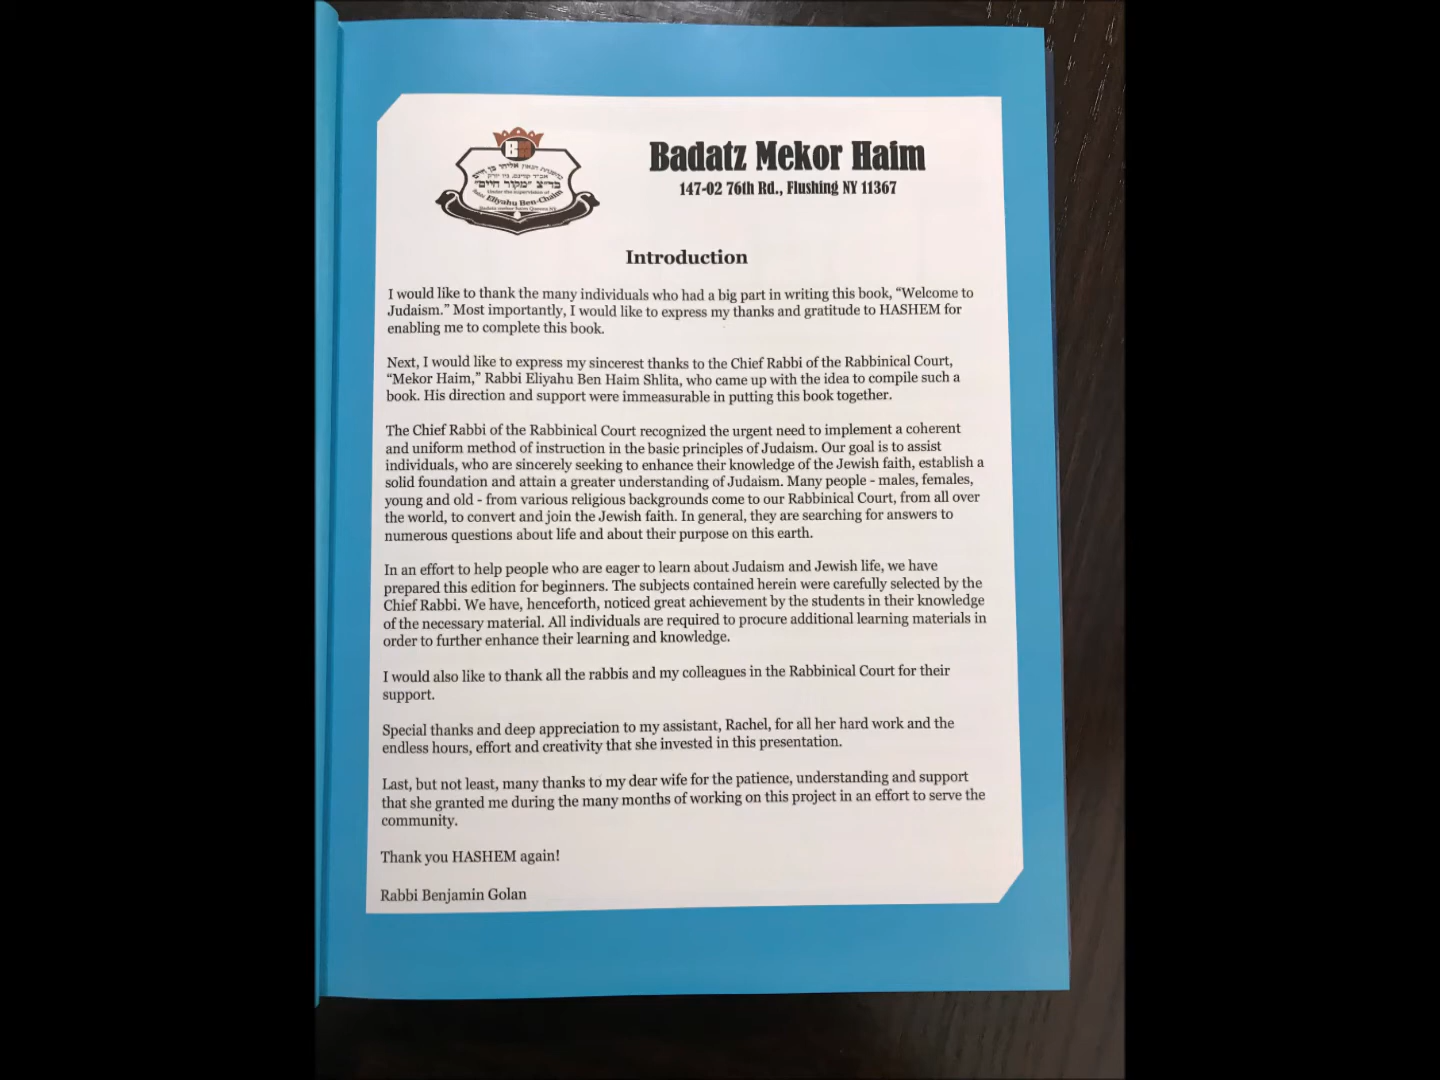 BM
בד״צ "מקור חיים"
Under the supervision of
Eliyahu Ben-Chaim
Badatz Mekor Haim
147-02 76th Rd., Flushing NY 11367
Introduction
I would like to thank the many individuals who had a big part in writing this book, “Welcome to
Judaism.” Most importantly, I would like to express my thanks and gratitude to HASHEM for
enabling me to complete this book.
Next, I would like to express my sincerest thanks to the Chief Rabbi of the Rabbinical Court,
“Mekor Haim,” Rabbi Eliyahu Ben Haim Shlita, who came up with the idea to compile such a
book. His direction and support were immeasurable in putting this book together.
The Chief Rabbi of the Rabbinical Court recognized the urgent need to implement a coherent
and uniform method of instruction in the basic principles of Judaism. Our goal is to assist
individuals, who are sincerely seeking to enhance their knowledge of the Jewish faith, establish a
solid foundation and attain a greater understanding of Judaism. Many people - males, females,
young and old - from various religious backgrounds come to our Rabbinical Court, from all over
the world, to convert and join the Jewish faith. In general, they are searching for answers to
numerous questions about life and about their purpose on this earth.
In an effort to help people who are eager to learn about Judaism and Jewish life, we have
prepared this edition for beginners. The subjects contained herein were carefully selected by the
Chief Rabbi. We have, henceforth, noticed great achievement by the students in their knowledge
of the necessary material. All individuals are required to procure additional learning materials in
order to further enhance their learning and knowledge.
I would also like to thank all the rabbis and my colleagues in the Rabbinical Court for their
support.
Special thanks and deep appreciation to my assistant, Rachel, for all her hard work and the
endless hours, effort and creativity that she invested in this presentation.
Last, but not least, many thanks to my dear wife for the patience, understanding and support
that she granted me during the many months of working on this project in an effort to serve the
community.
Thank you HASHEM again!
Rabbi Benjamin Golan